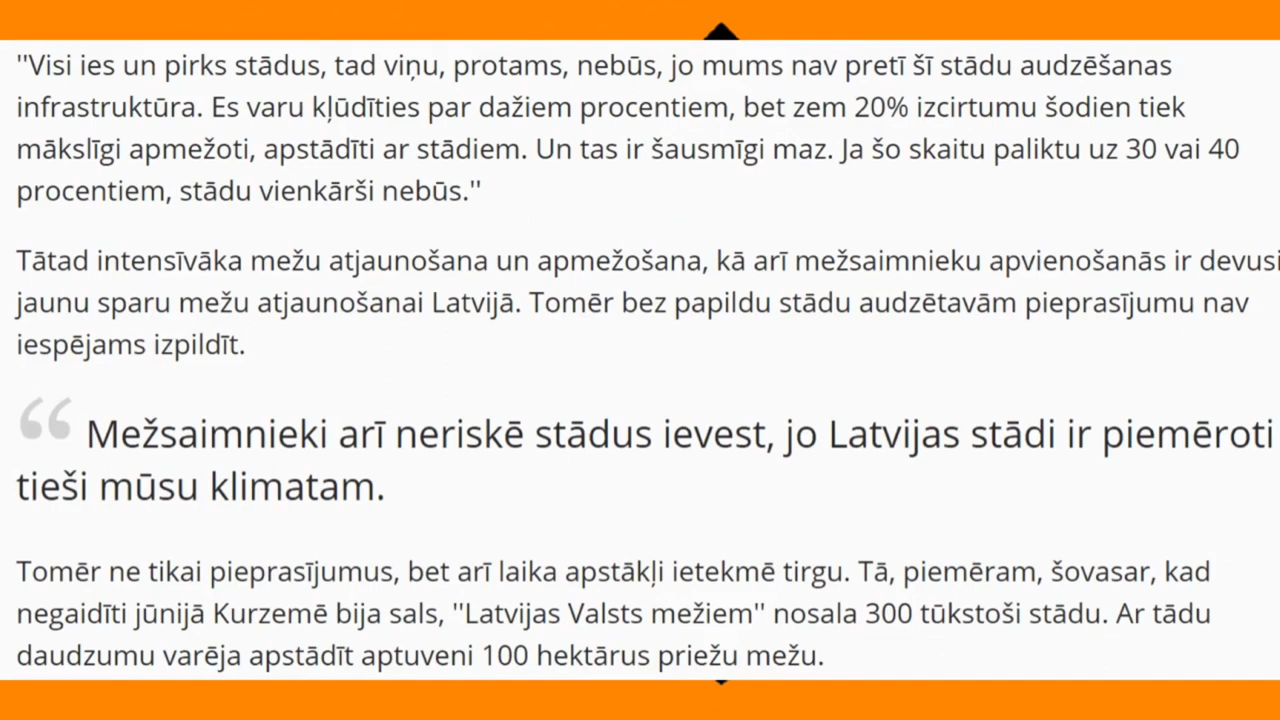 "Visi ies un pirks stādus, tad viņu, protams, nebūs, jo mums nav pretī šī stādu audzēšanas
infrastruktūra. Es varu kļūdīties par dažiem procentiem, bet zem 20% izcirtumu šodien tiek
mākslīgi apmežoti, apstādīti ar stādiem. Un tas ir šausmīgi maz. Ja šo skaitu paliktu uz 30 vai 40
procentiem, stādu vienkārši nebūs."
Tātad intensīvāka mežu atjaunošana un apmežošana, kā arī mežsaimnieku apvienošanās ir devusi
jaunu sparu mežu atjaunošanai Latvijā. Tomēr bez papildu stādu audzētavām pieprasījumu nav
iespējams izpildīt.
“ Mežsaimnieki arī neriskē stādus ievest, jo Latvijas stādi ir piemēroti
tieši mūsu klimatam.
Tomēr ne tikai pieprasījumus, bet arī laika apstākļi ietekmē tirgu. Tā, piemēram, šovasar, kad
negaidīti jūnijā Kurzemē bija sals, "Latvijas Valsts mežiem" nosala 300 tūkstoši stādu. Ar tādu
daudzumu varēja apstādīt aptuveni 100 hektārus priežu mežu.